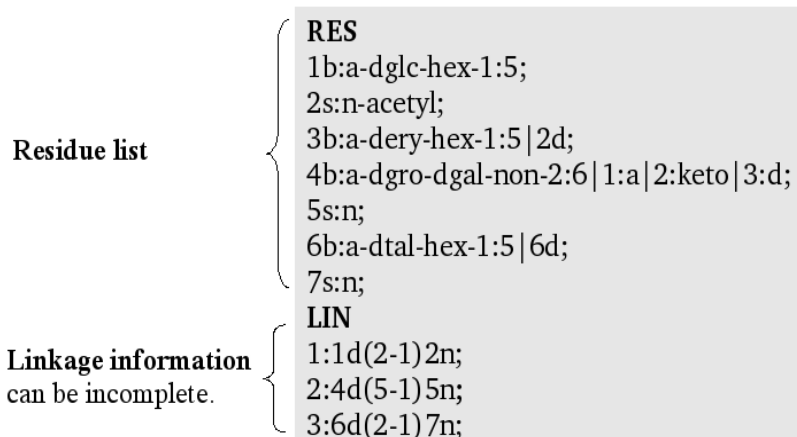 Residue list
RES
1b:a-dglc-hex-1:5;
2s:n-acetyl;
3b:a-dery-hex-1:5|2d;
4b:a-dgro-dgal-non-2:6|1:a|2:keto|3:d;
5s:n;
6b:a-dtal-hex-1:5|6d;
7s:n;
Linkage information
can be incomplete.
LIN
1:1d(2-1)2n;
2:4d(5-1)5n;
3:6d(2-1)7n;